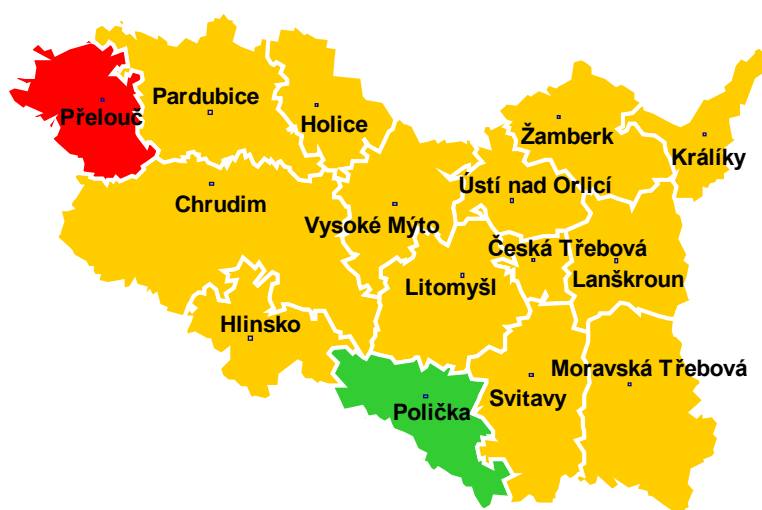 Přelouč
Pardubice
Holice
Žamberk
Králíky
Chrudim
Vysoké Mýto
Ústí nad Orlicí
Česká Třebová
Litomyšl
Lanškroun
Hlinsko
Moravská Třebová
Svitavy
Polička